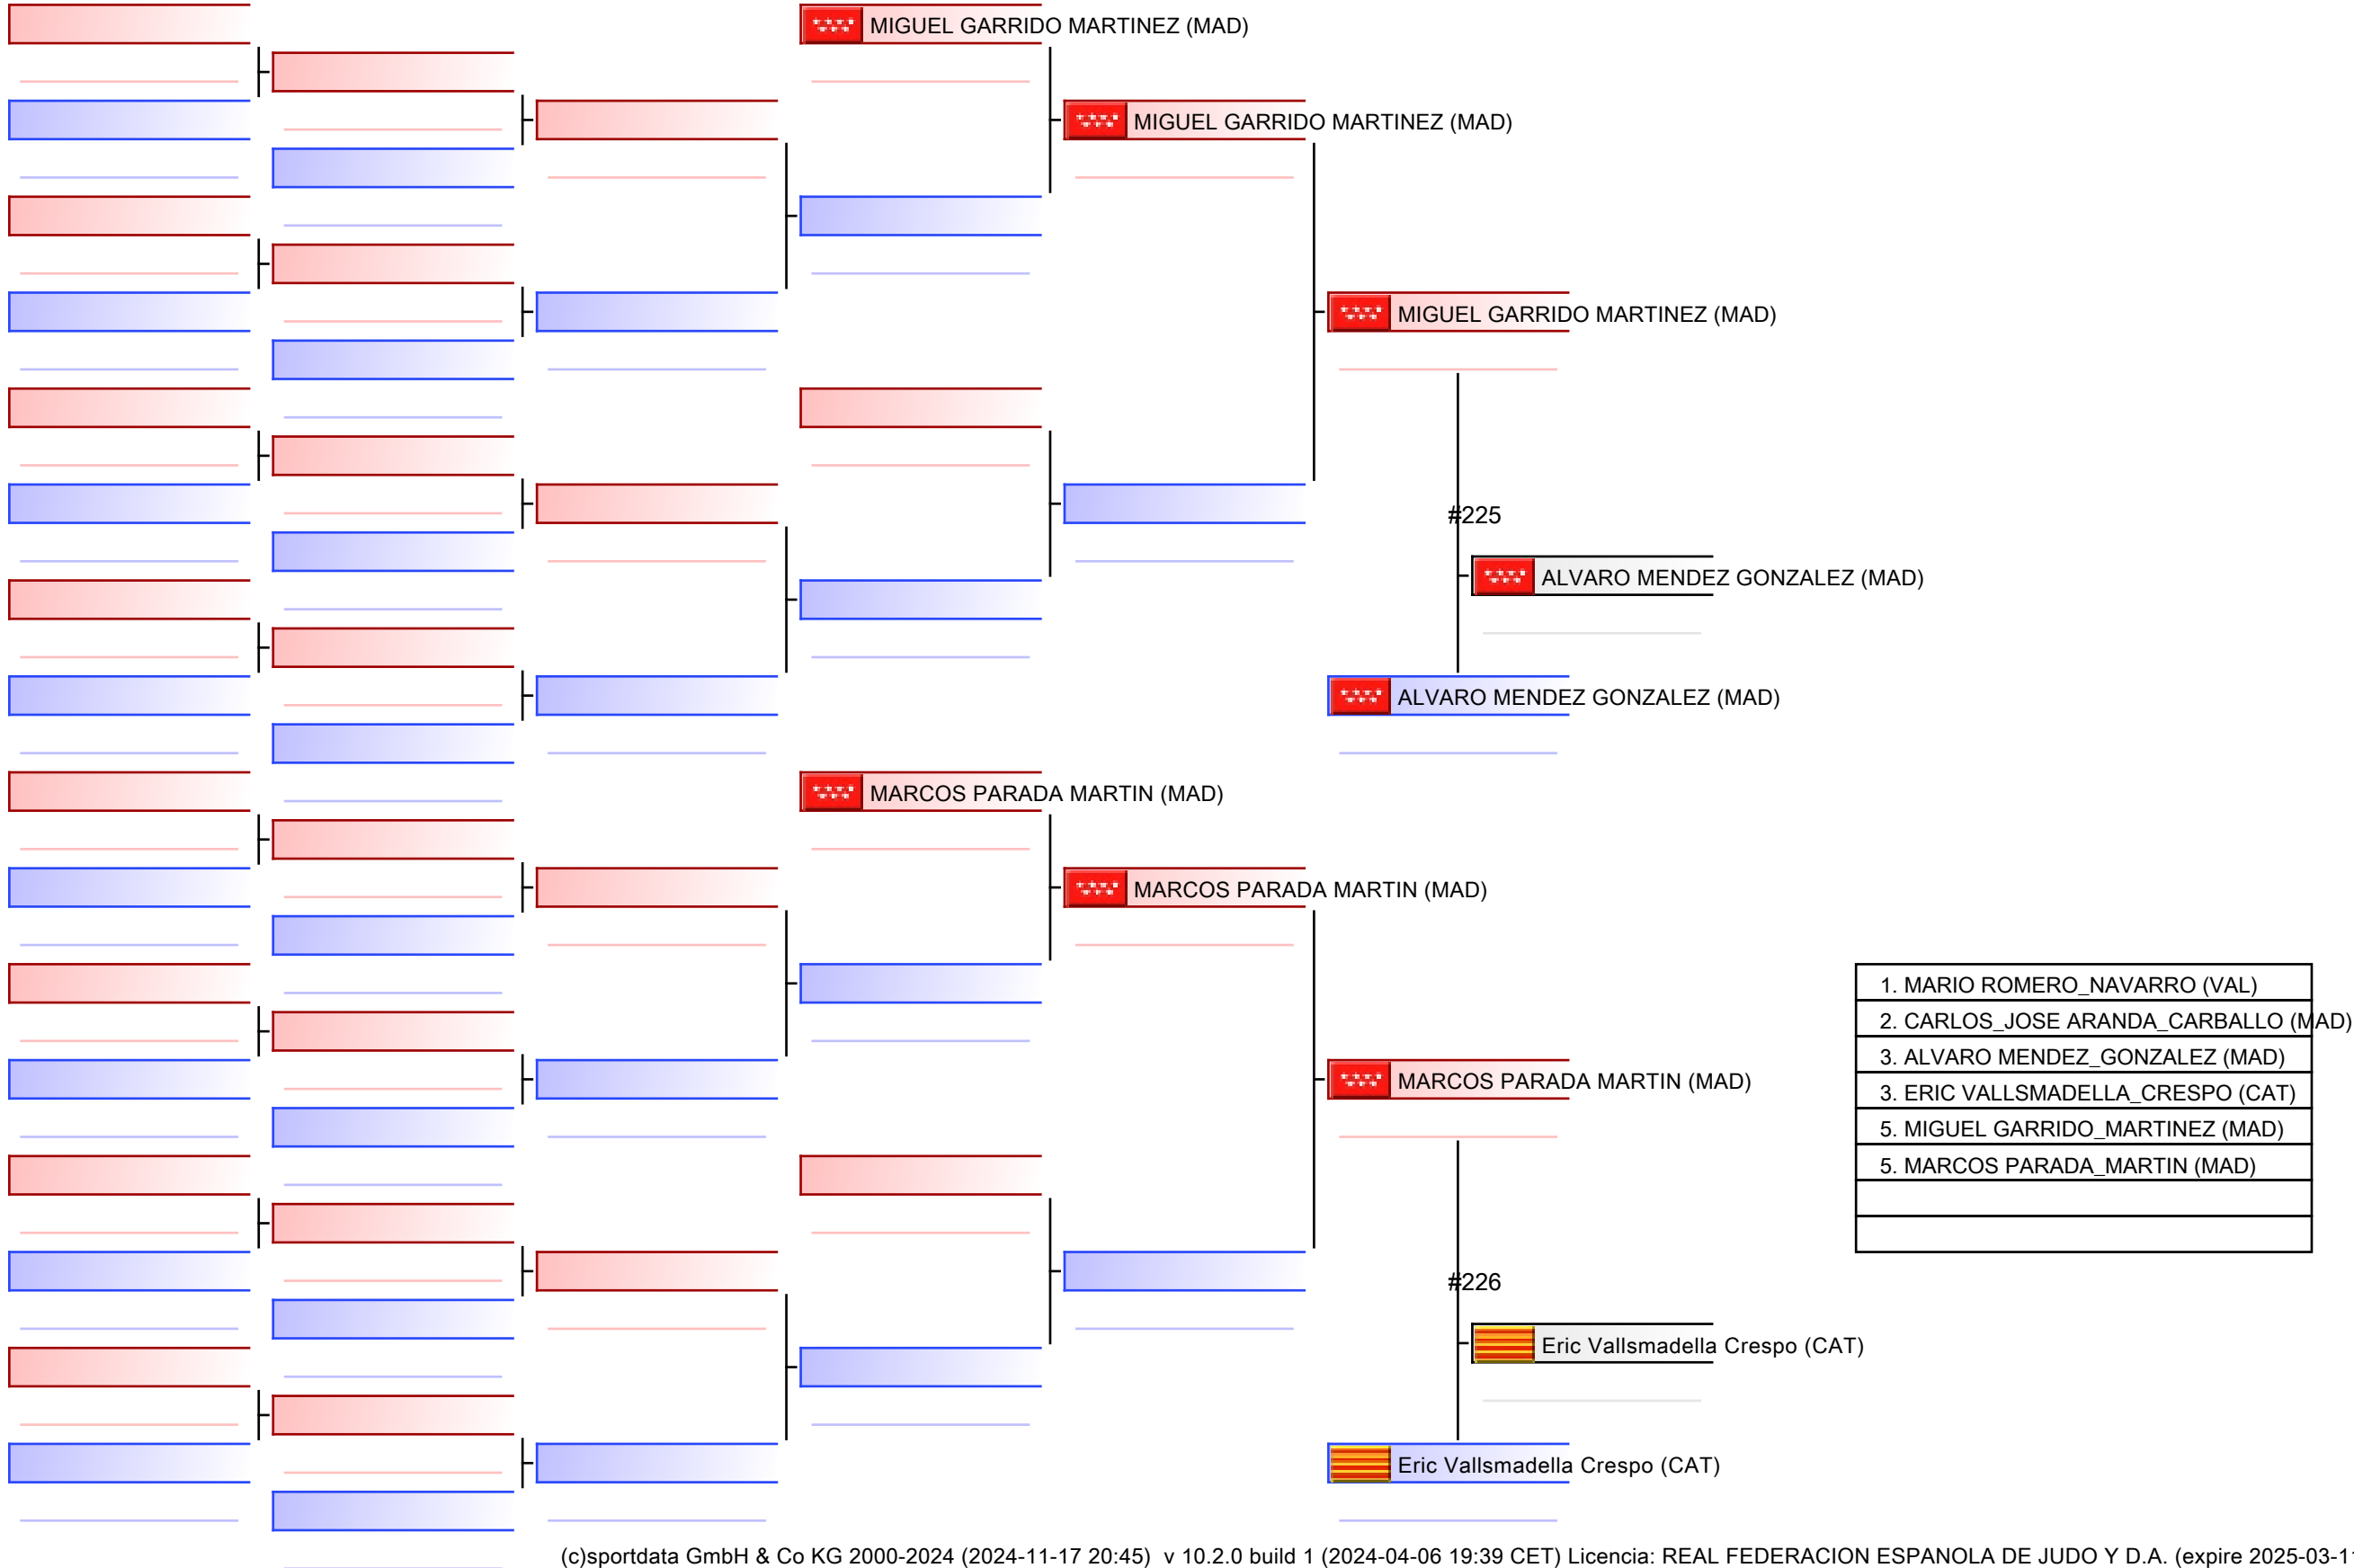 MIGUEL GARRIDO MARTINEZ (MAD)
MIGUEL GARRIDO MARTINEZ (MAD)
MIGUEL GARRIDO MARTINEZ (MAD)
#225
ALVARO MENDEZ GONZALEZ (MAD)
ALVARO MENDEZ GONZALEZ (MAD)
MARCOS PARADA MARTIN (MAD)
MARCOS PARADA MARTIN (MAD)
MARCOS PARADA MARTIN (MAD)
1. MARIO ROMERO_NAVARRO (VAL)
2. CARLOS_JOSE ARANDA_CARBALLO (MAD)
3. ALVARO MENDEZ_GONZALEZ (MAD)
3. ERIC VALLSMADELLA_CRESPO (CAT)
5. MIGUEL GARRIDO_MARTINEZ (MAD)
5. MARCOS PARADA_MARTIN (MAD)
#226
Eric Vallsmadella Crespo (CAT)
Eric Vallsmadella Crespo (CAT)
(c)sportdata GmbH & Co KG 2000-2024 (2024-11-17 20:45) v 10.2.0 build 1 (2024-04-06 19:39 CET) Licencia: REAL FEDERACION ESPANOLA DE JUDO Y D.A. (expire